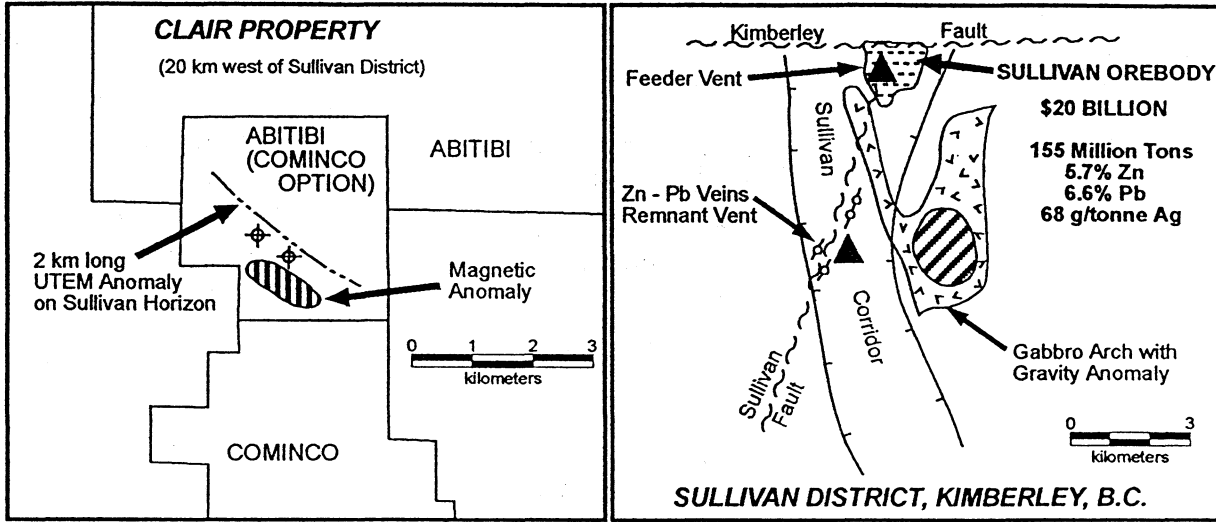 CLAIR PROPERTY
(20 km west of Sullivan District)
ABITIBI
(COMINCO
OPTION)
ABITIBI
2 km long
UTEM Anomaly
on Sullivan Horizon
Magnetic
Anomaly
0 1 2 3
kilometers
COMINCO
Kimberley Fault
Feeder Vent
SULLIVAN OREBODY
$20 BILLION
155 Million Tons
5.7% Zn
6.6% Pb
68 g/tonne Ag
Sullivan
Corridor
Zn - Pb Veins
Remnant Vent
Sullivan
Fault
Gabbro Arch with
Gravity Anomaly
0 3
kilometers
SULLIVAN DISTRICT, KIMBERLEY, B.C.